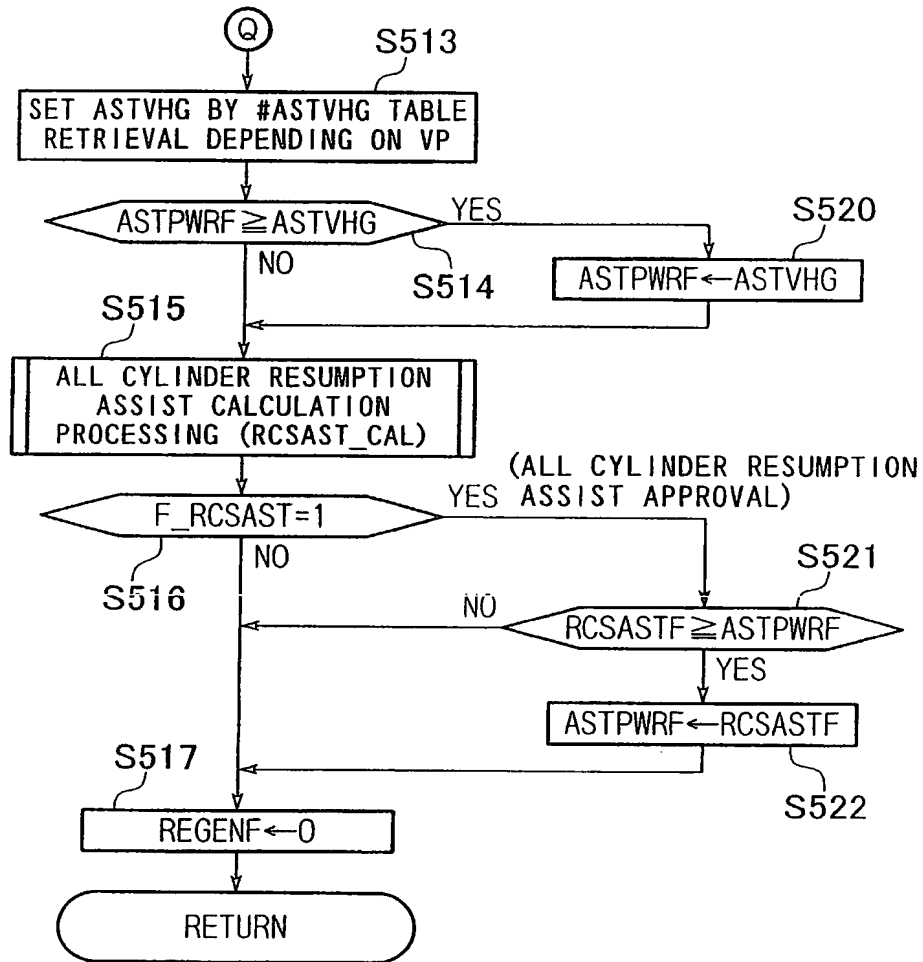 Q
S513
SET ASTVHG BY #ASTVHG TABLE
RETRIEVAL DEPENDING ON VP
ASTPWRF≧ASTVHG
YES
S520
NO
S514
ASTPWRF←ASTVHG
S515
ALL CYLINDER RESUMPTION
ASSIST CALCULATION
PROCESSING (RCSAST_CAL)
(ALL CYLINDER RESUMPTION
YES ASSIST APPROVAL)
F_RCSAST=1
NO
S516
S521
NO
RCSASTF≧ASTPWRF
YES
ASTPWRF←RCSASTF
S517
S522
REGENF←0
RETURN